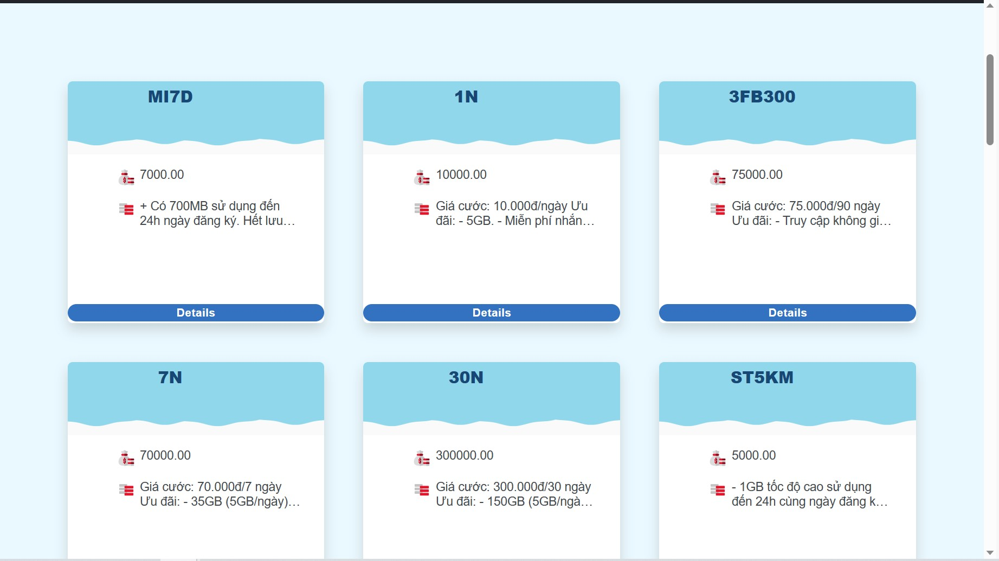 MI7D
7000.00
+ Có 700MB sử dụng đến
24h ngày đăng ký. Hết lưu…
Details
1N
10000.00
Giá cước: 10.000đ/ngày Ưu
đãi: - 5GB. - Miễn phí nhắn…
Details
3FB300
75000.00
Giá cước: 75.000đ/90 ngày
Ưu đãi: - Truy cập không gi…
Details
7N
70000.00
Giá cước: 70.000đ/7 ngày
Ưu đãi: - 35GB (5GB/ngày)…
30N
300000.00
Giá cước: 300.000đ/30 ngày
Ưu đãi: - 150GB (5GB/ngà…
ST5KM
5000.00
- 1GB tốc độ cao sử dụng
đến 24h cùng ngày đăng k…